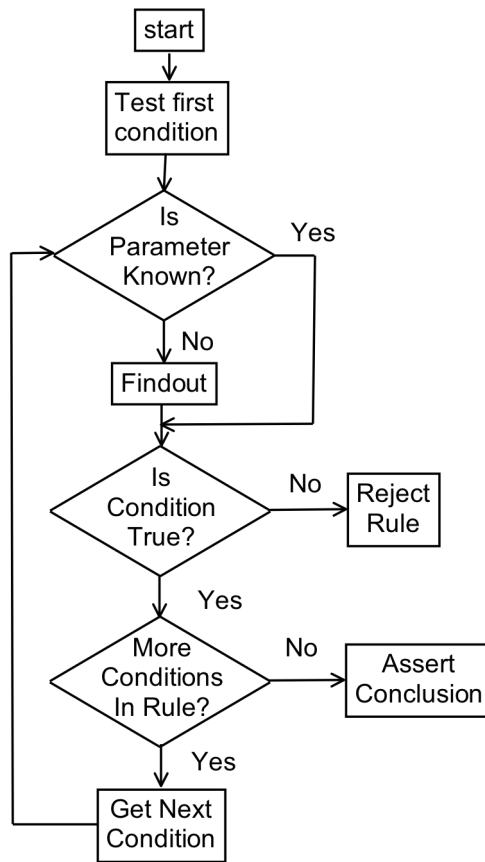 start
Test first
condition
Is
Parameter
Known?
Yes
No
Findout
Is
Condition
True?
No
Reject
Rule
Yes
More
Conditions
In Rule?
No
Assert
Conclusion
Yes
Get Next
Condition